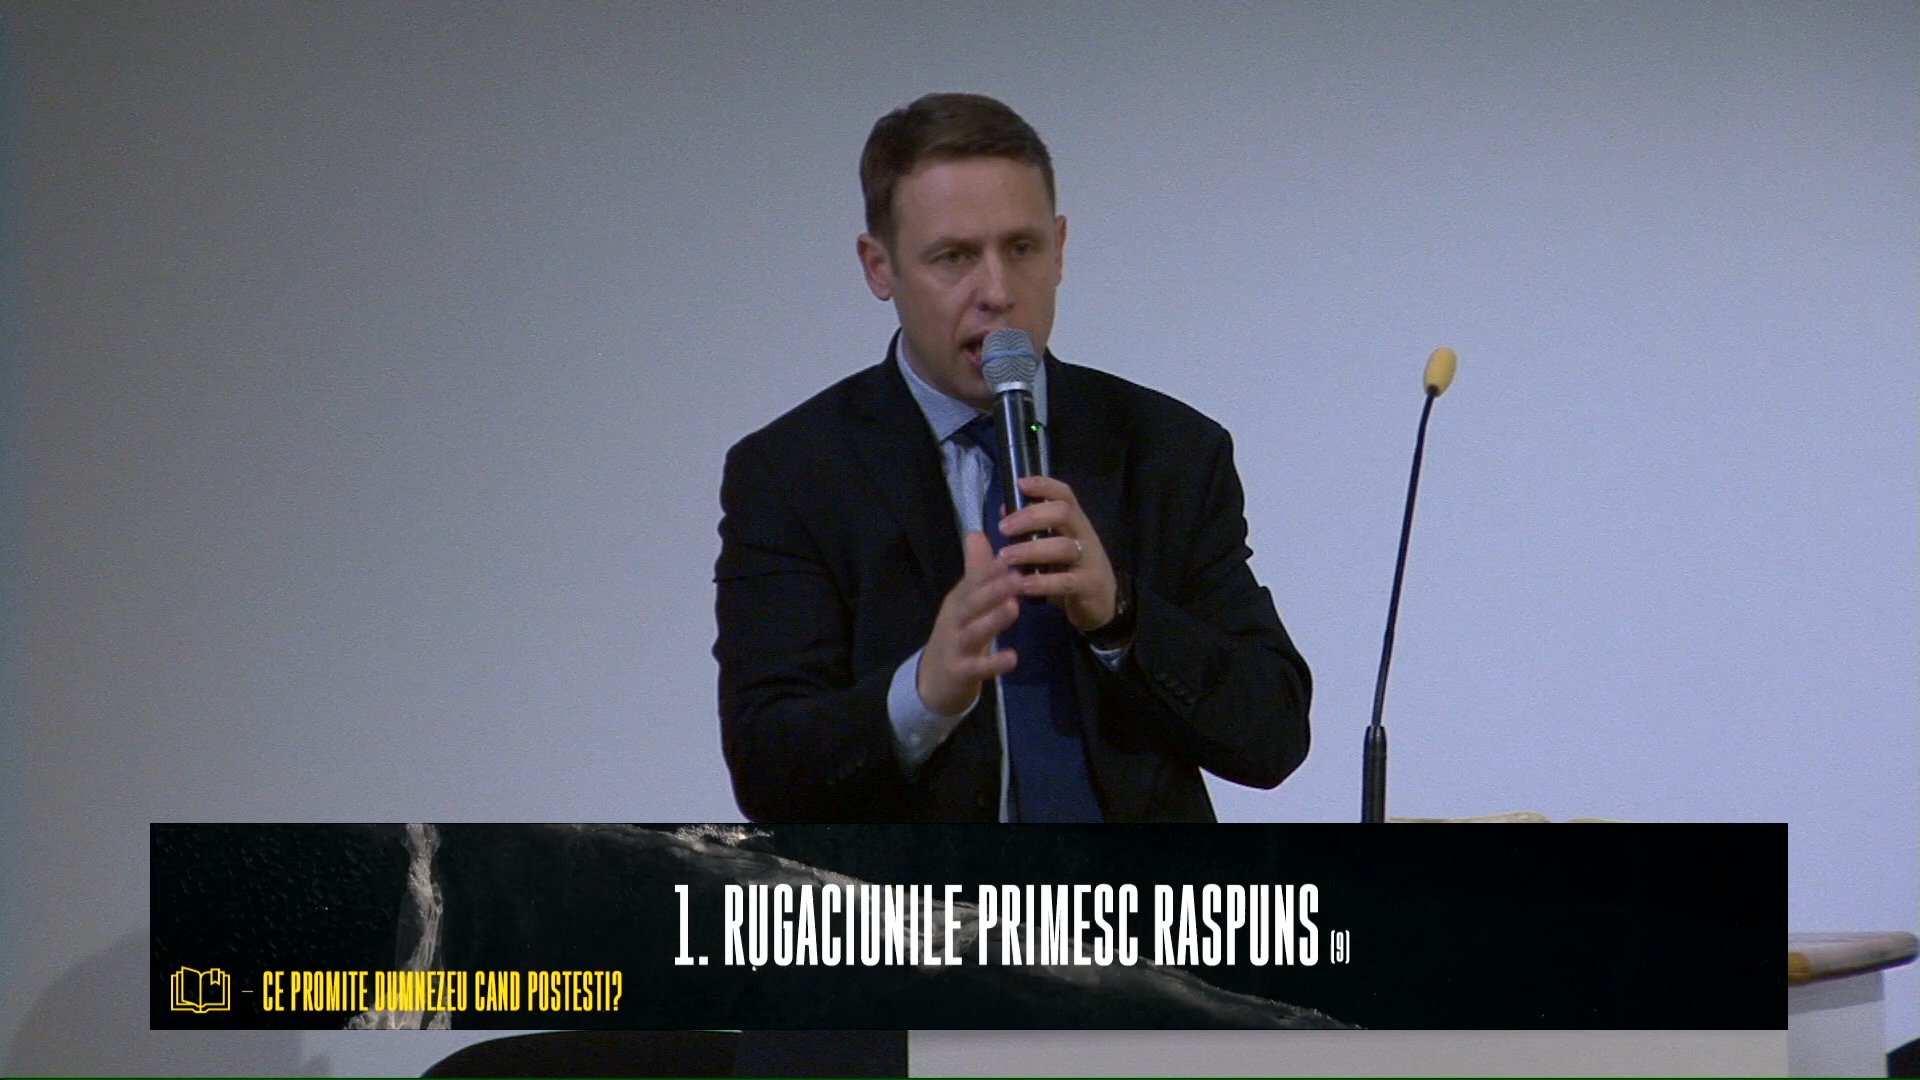 1. RUGACIUNILE PRIMESC RASPUNS (9)
- CE PROMITE DUMNEZEU CAND POSTESTI?